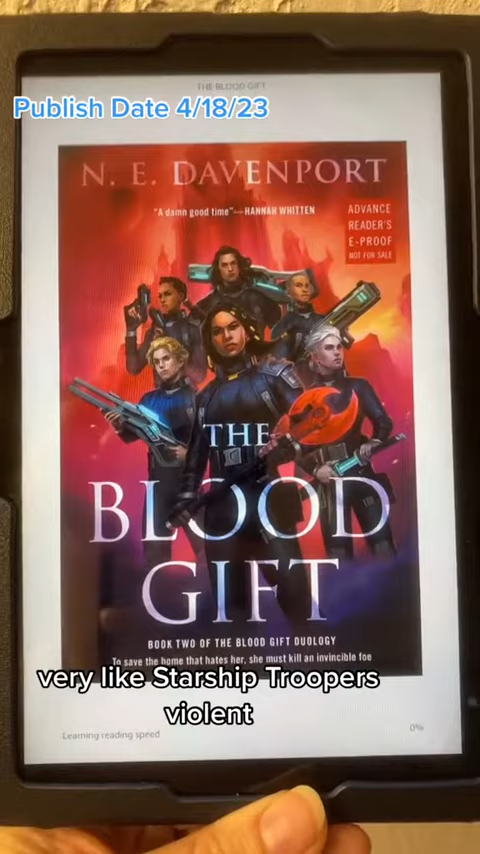 THE BLOOD GIFT
Publish Date 4/18/23
N. E. DAVENPORT
"A damn good time"—HANNAH WHITTEN
ADVANCE
READER'S
E-PROOF
NOT FOR SALE
THE
BLOOD
GIFT
BOOK TWO OF THE BLOOD GIFT DUOLOGY
To save the home that hates her, she must kill an invincible foe
very like Starship Troopers
violent
Learning reading speed
0%